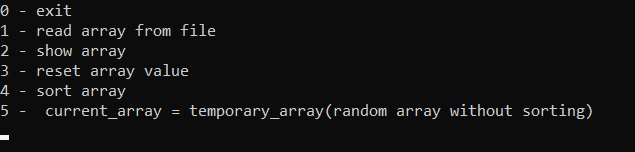 0 - exit
1 - read array from file
2 - show array
3 - reset array value
4 - sort array
5 -  current_array = temporary_array(random array without sorting)